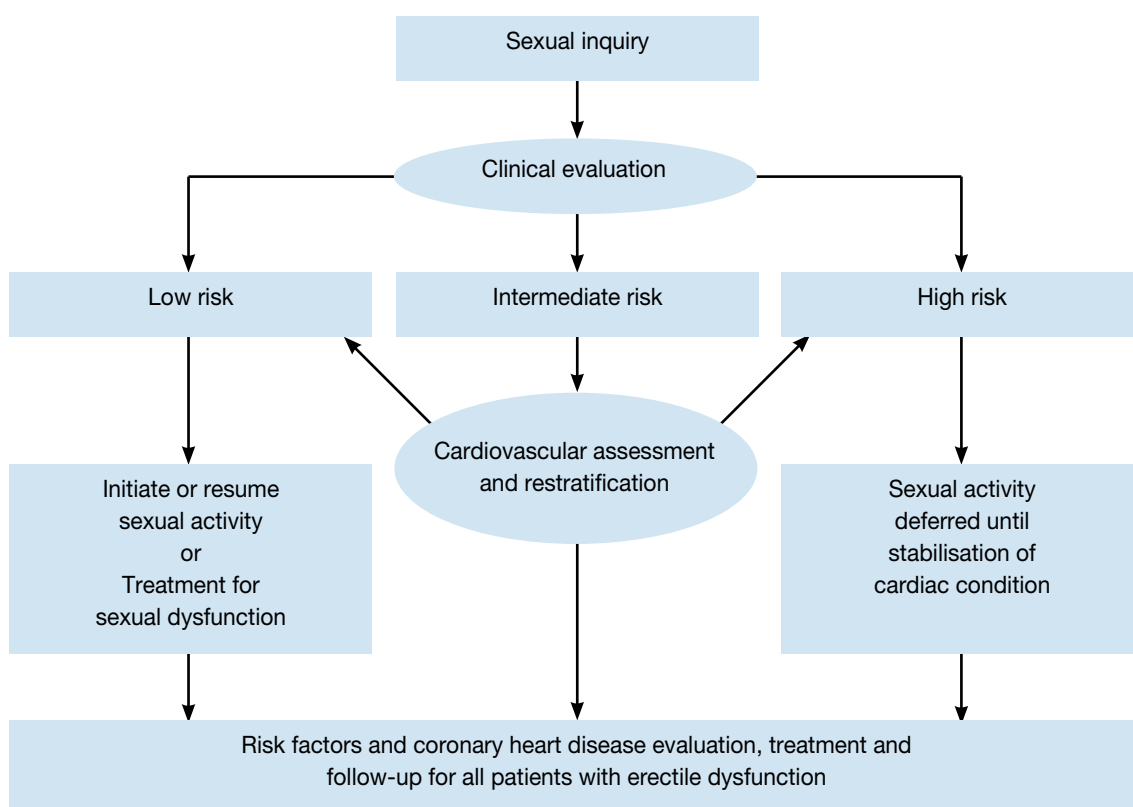 Sexual inquiry
Clinical evaluation
Low risk
Intermediate risk
High risk
Cardiovascular assessment
and restratification
Initiate or resume
sexual activity
or
Treatment for
sexual dysfunction
Sexual activity
deferred until
stabilisation of
cardiac condition
Risk factors and coronary heart disease evaluation, treatment and
follow-up for all patients with erectile dysfunction